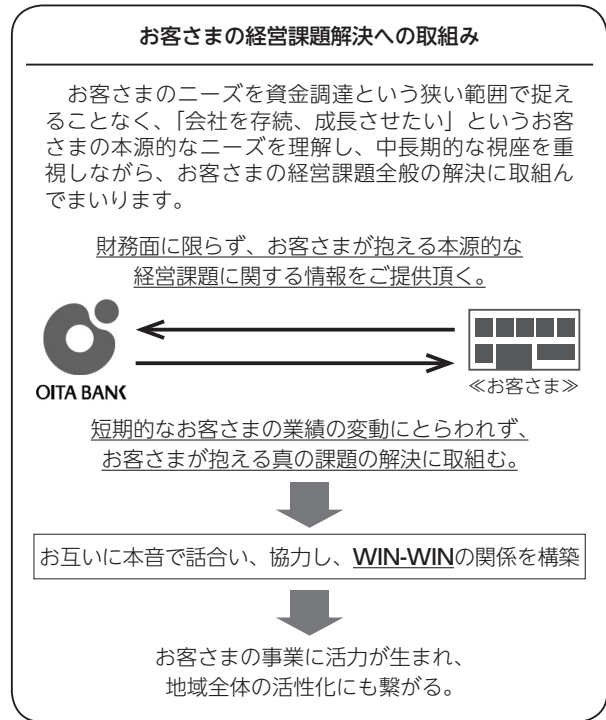 お客さまの経営課題解決への取組み
お客さまのニーズを資金調達という狭い範囲で捉え
ることなく、「会社を存続、成長させたい」というお客
さまの本源的なニーズを理解し、中長期的な視座を重
視しながら、お客さまの経営課題全般の解決に取組ん
でまいります。
財務面に限らず、お客さまが抱える本源的な
経営課題に関する情報をご提供頂く。
OITA BANK
≪お客さま≫
短期的なお客さまの業績の変動にとらわれず、
お客さまが抱える真の課題の解決に取組む。
お互いに本音で話合い、協力し、WIN-WINの関係を構築
お客さまの事業に活力が生まれ、
地域全体の活性化にも繋がる。